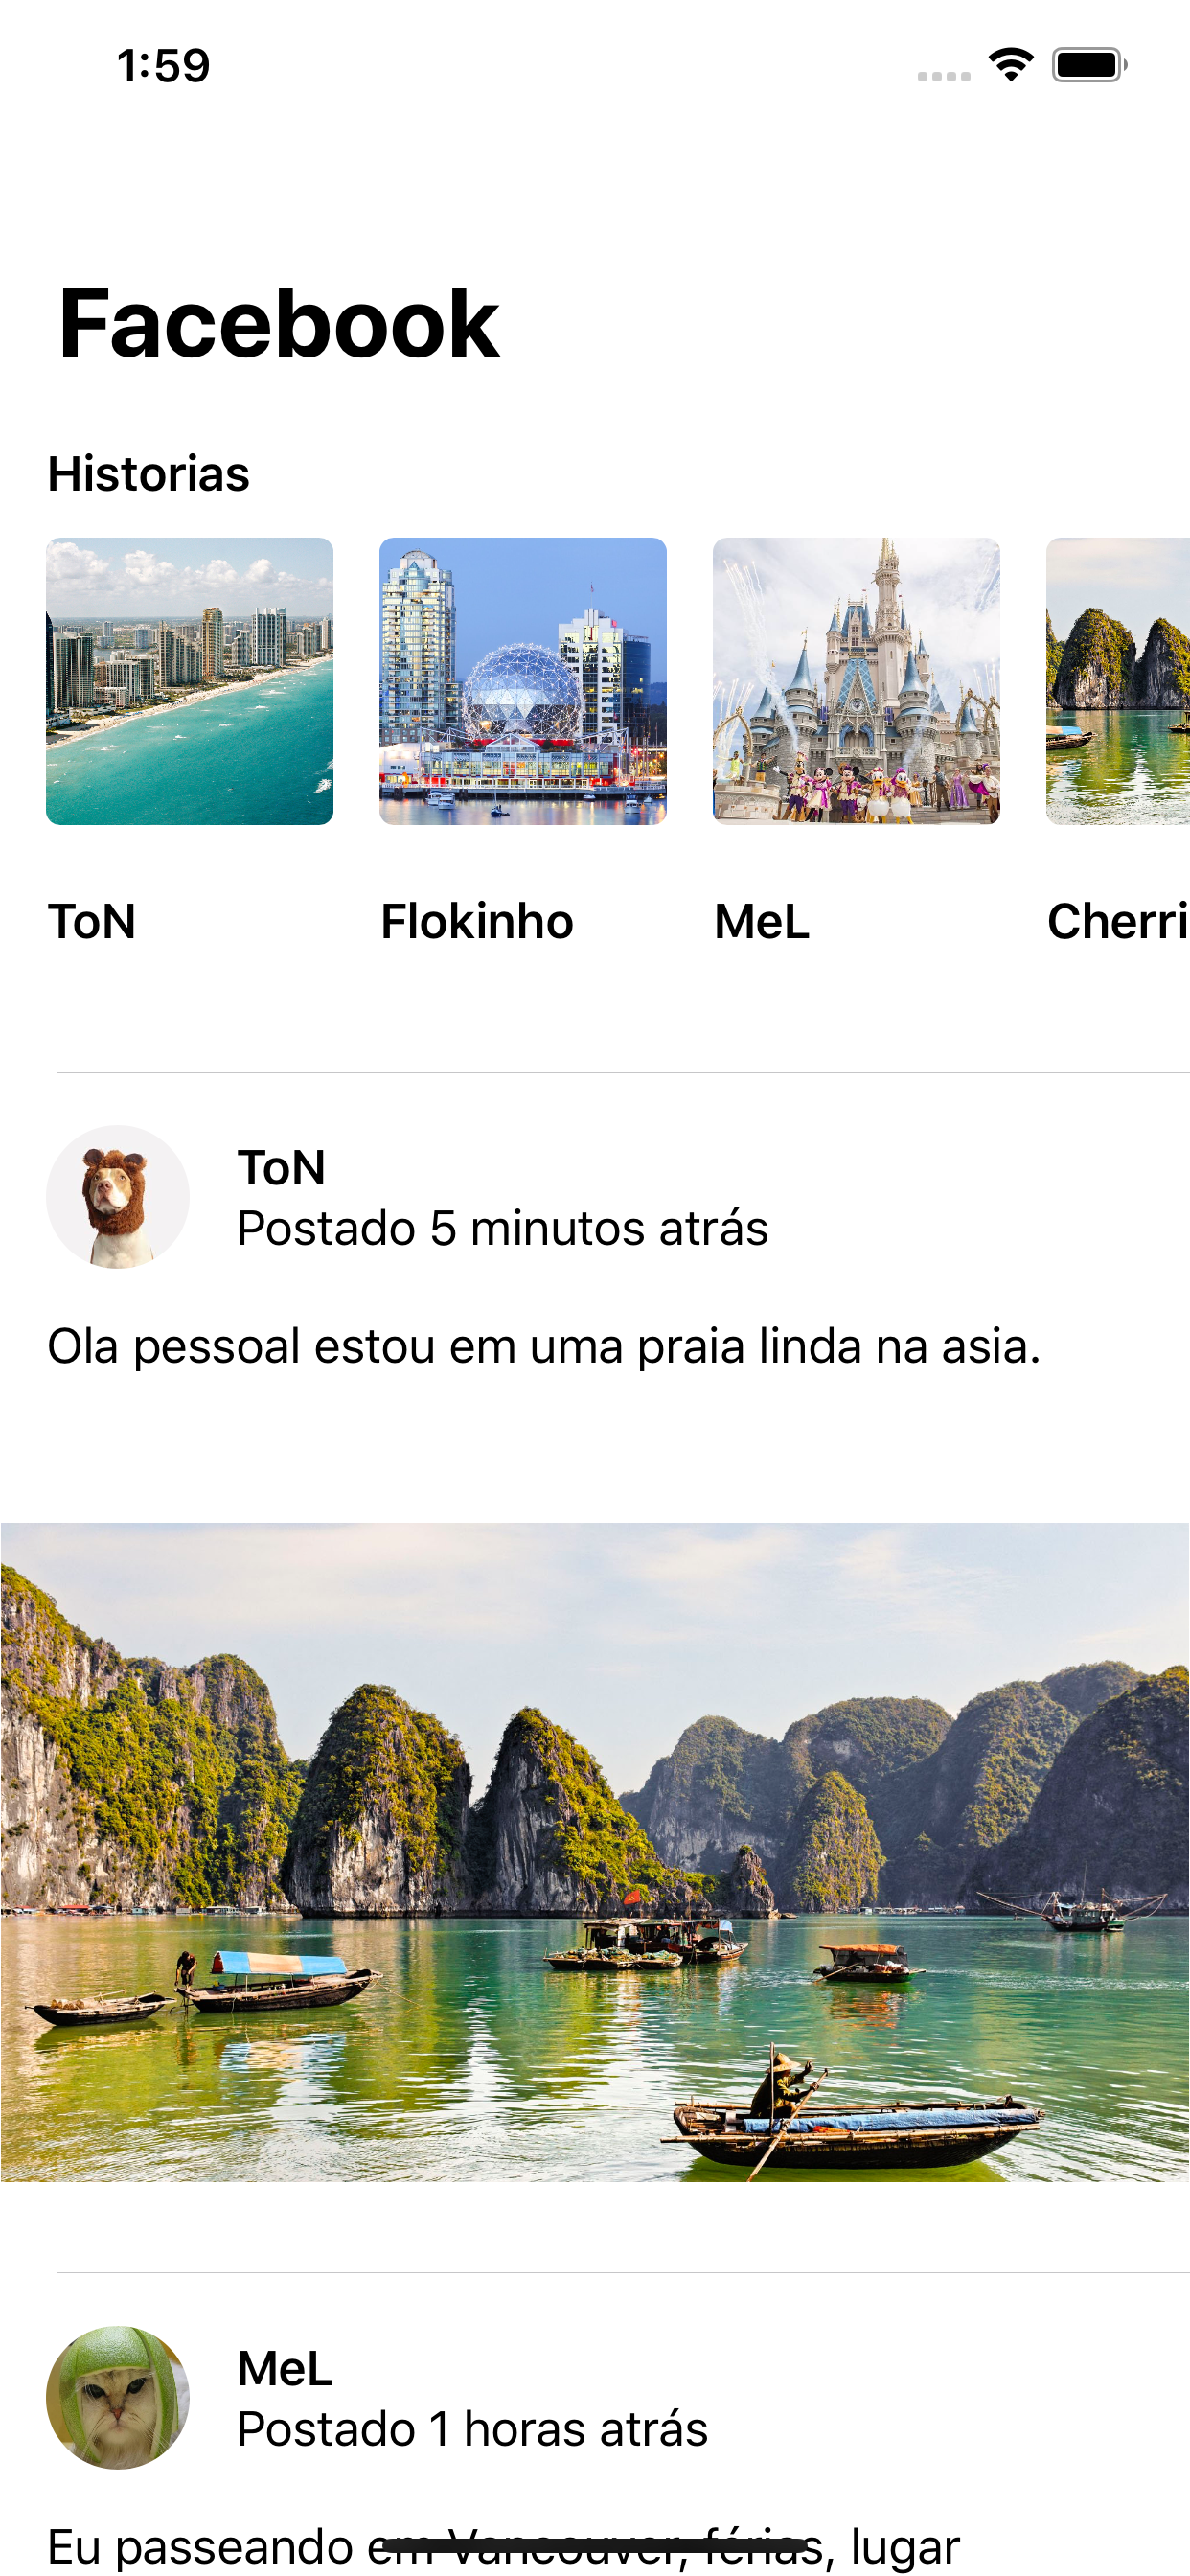 1:59
Facebook
Historias
ToN
Flokinho
MeL
Cherri
ToN
Postado 5 minutos atrás
Ola pessoal estou em uma praia linda na asia.
MeL
Postado 1 horas atrás
Eu passeando em Vancouver, férias, lugar